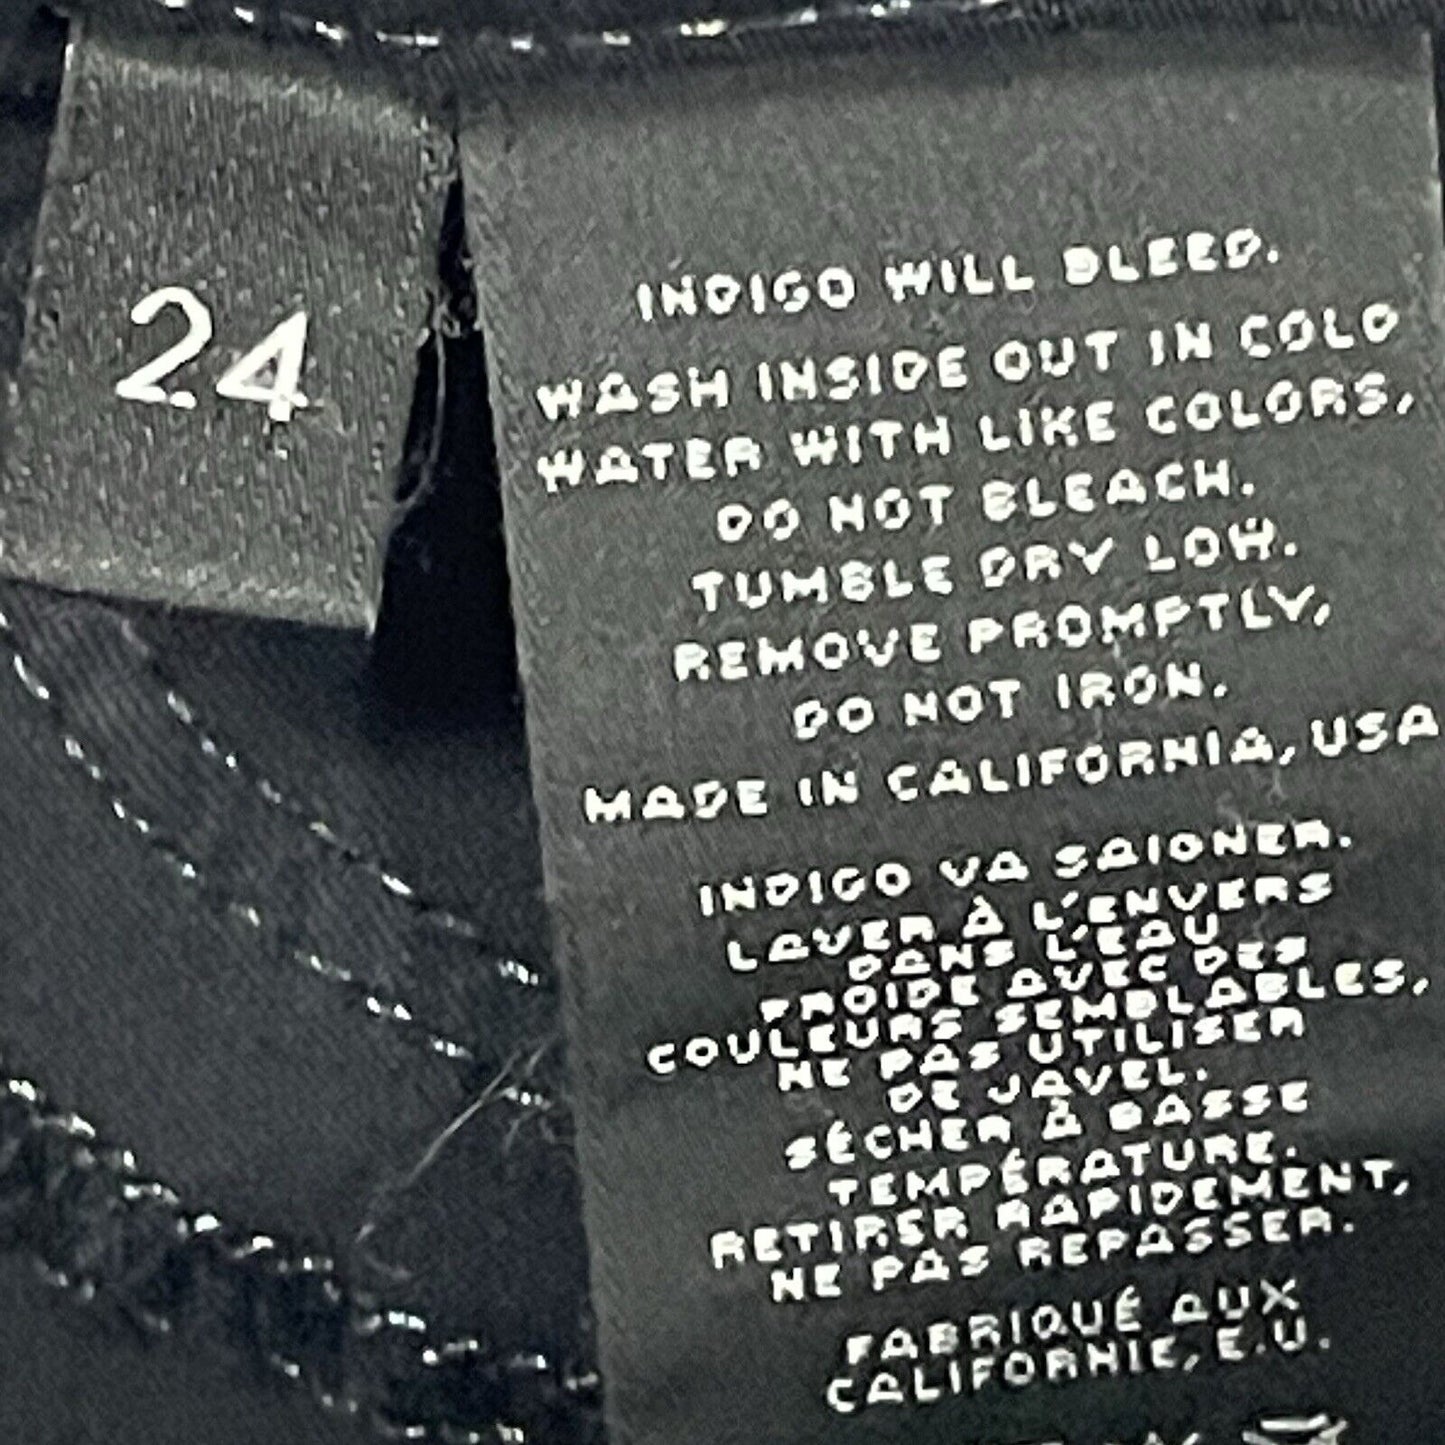 24
INDIGO WILL BLEED.
WASH INSIDE OUT IN COLD
WATER WITH LIKE COLORS,
DO NOT BLEACH.
TUMBLE DRY LOW.
REMOVE PROMPTLY,
DO NOT IRON.
MADE IN CALIFORNIA, USA
INDIGO VA SAIGNER.
LAVER À L'ENVERS
DANS L'EAU
FROIDE AVEC DES
COULEURS SEMBLABLES,
NE PAS UTILISER
DE JAVEL.
SÉCHER À BASSE
TEMPÉRATURE.
RETIRER RAPIDEMENT,
NE PAS REPASSER.
FABRIQUÉ AUX
CALIFORNIE, E.U.